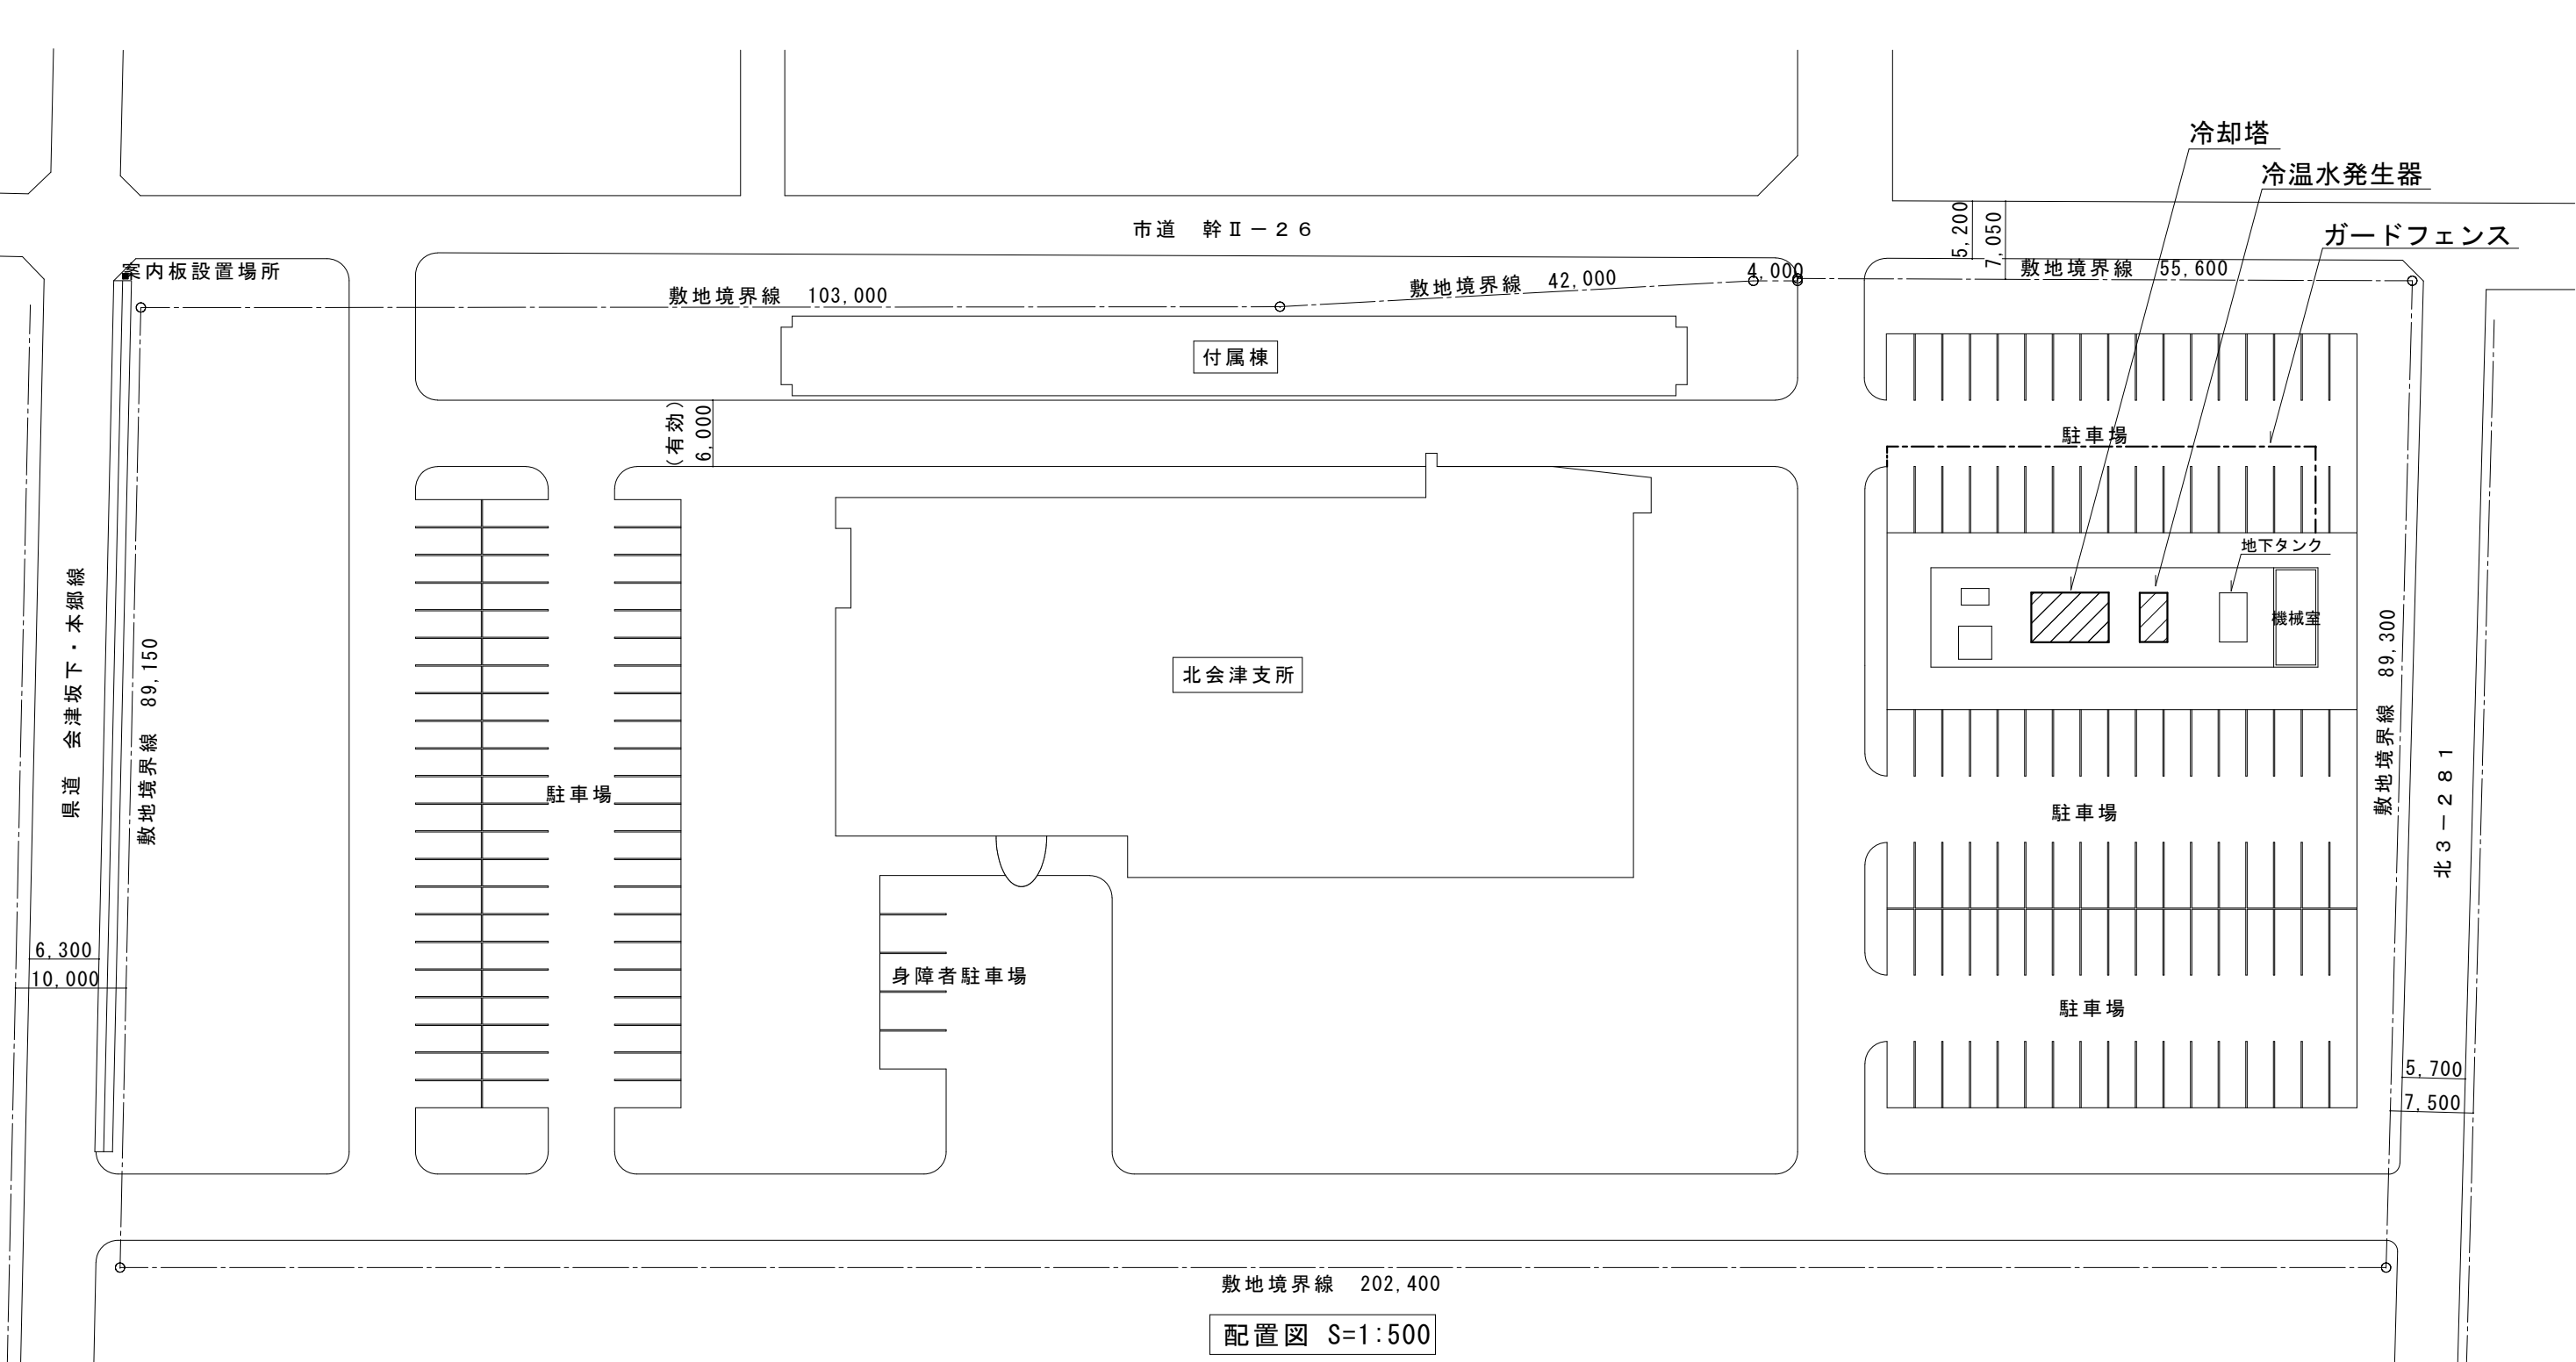 冷却塔
冷温水発生器
ガードフェンス
市道　幹Ⅱ－２６
5,200
7,050
案内板設置場所
敷地境界線　103,000
敷地境界線　42,000
4,000
敷地境界線　55,600
付属棟
(有効)
6,000
駐車場
地下タンク
機械室
県道　会津坂下・本郷線
敷地境界線　89,150
北会津支所
敷地境界線　89,300
北３－２８１
駐車場
駐車場
6,300
10,000
身障者駐車場
駐車場
5,700
7,500
敷地境界線　202,400
配置図 S=1:500